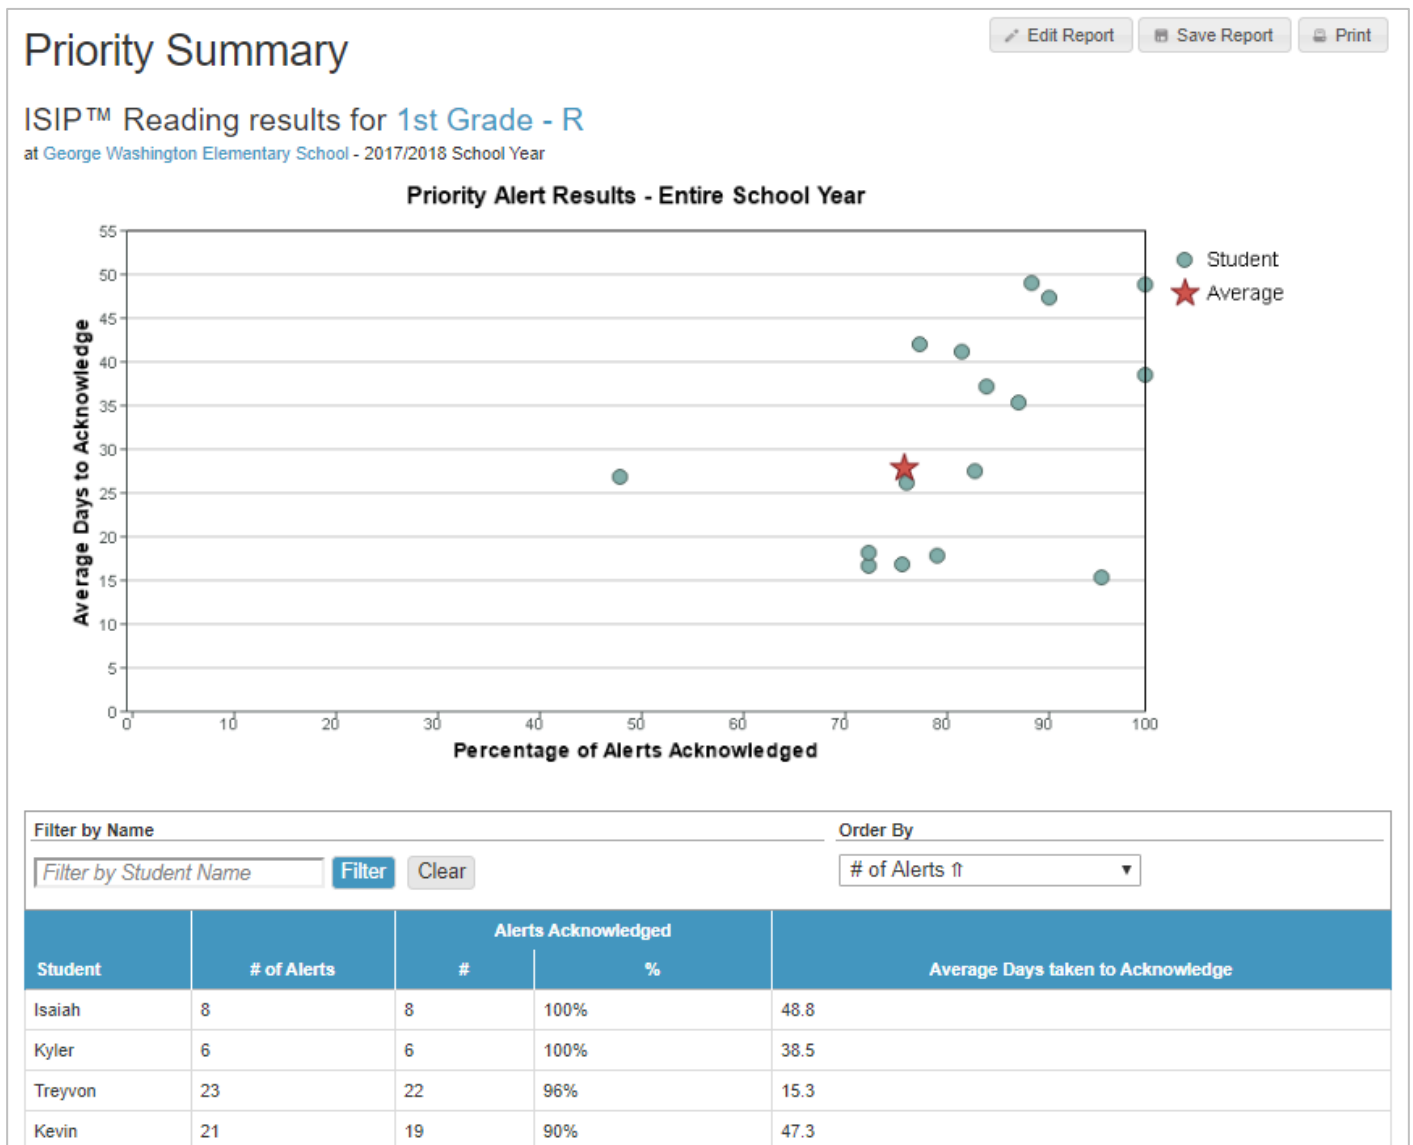 Priority Summary
Edit Report
Save Report
Print
ISIP™ Reading results for 1st Grade - R
at George Washington Elementary School - 2017/2018 School Year
Priority Alert Results - Entire School Year
55
50
45
40
35
30
25
20
15
10
5
0
Average Days to Acknowledge
0 10 20 30 40 50 60 70 80 90 100
Percentage of Alerts Acknowledged
Student
Average
Filter by Name
Order By
Filter by Student Name Filter Clear
# of Alerts ⇑ ▼
Alerts Acknowledged
Student # of Alerts # % Average Days taken to Acknowledge
Isaiah 8 8 100% 48.8
Kyler 6 6 100% 38.5
Treyvon 23 22 96% 15.3
Kevin 21 19 90% 47.3